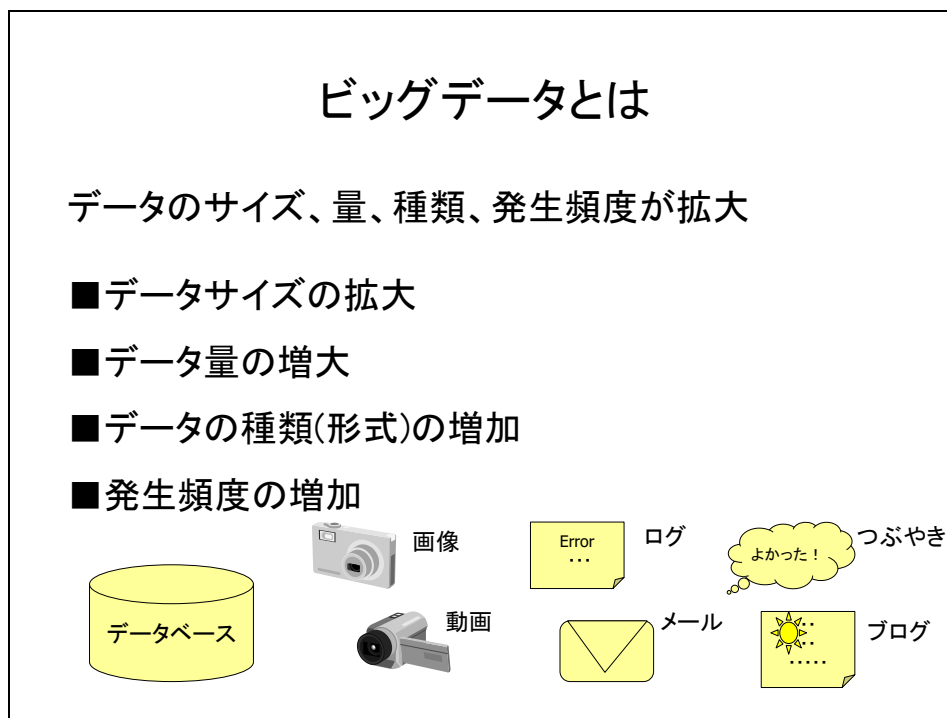 ビッグデータとは
データのサイズ、量、種類、発生頻度が拡大
■データサイズの拡大
■データ量の増大
■データの種類(形式)の増加
■発生頻度の増加
データベース
画像
動画
Error
…
ログ
メール
よかった！
つぶやき
: :
.....
ブログ